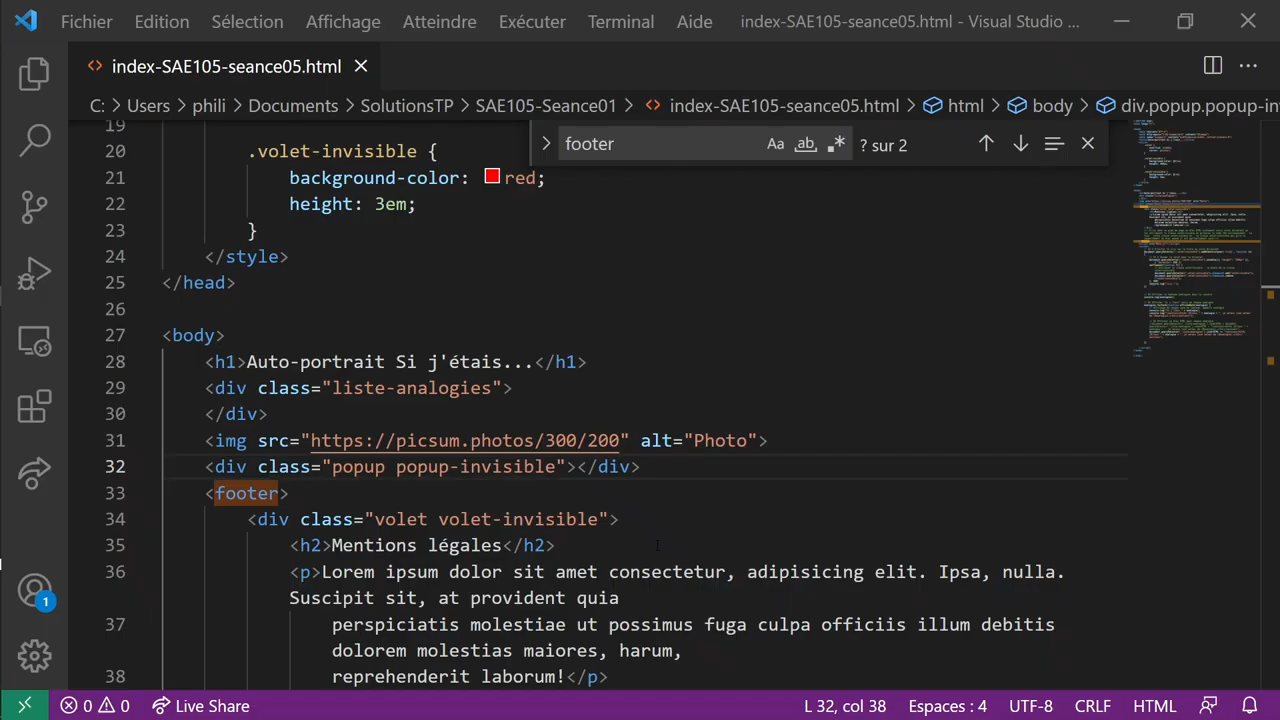 Fichier Edition Sélection Affichage Atteindre Exécuter Terminal Aide index-SAE105-seance05.html - Visual Studio ...
index-SAE105-seance05.html
C: > Users > phili > Documents > SolutionsTP > SAE105-Seance01 > index-SAE105-seance05.html > html > body > div.popup.popup-in
footer Aa ab ? sur 2
19
20 .volet-invisible {
21 background-color red;
22 height: 3em;
23 }
24 </style>
25 </head>
26
27 <body>
28 <h1>Auto-portrait Si j'étais...</h1>
29 <div class="liste-analogies">
30 </div>
31 <img src="https://picsum.photos/300/200" alt="Photo">
32 <div class="popup popup-invisible"></div>
33 <footer>
34 <div class="volet volet-invisible">
35 <h2>Mentions légales</h2>
36 <p>Lorem ipsum dolor sit amet consectetur, adipisicing elit. Ipsa, nulla.
Suscipit sit, at provident quia
37 perspiciatis molestiae ut possimus fuga culpa officiis illum debitis
dolorem molestias maiores, harum,
38 reprehenderit laborum!</p>
1
0 0 Live Share L 32, col 38 Espaces : 4 UTF-8 CRLF HTML